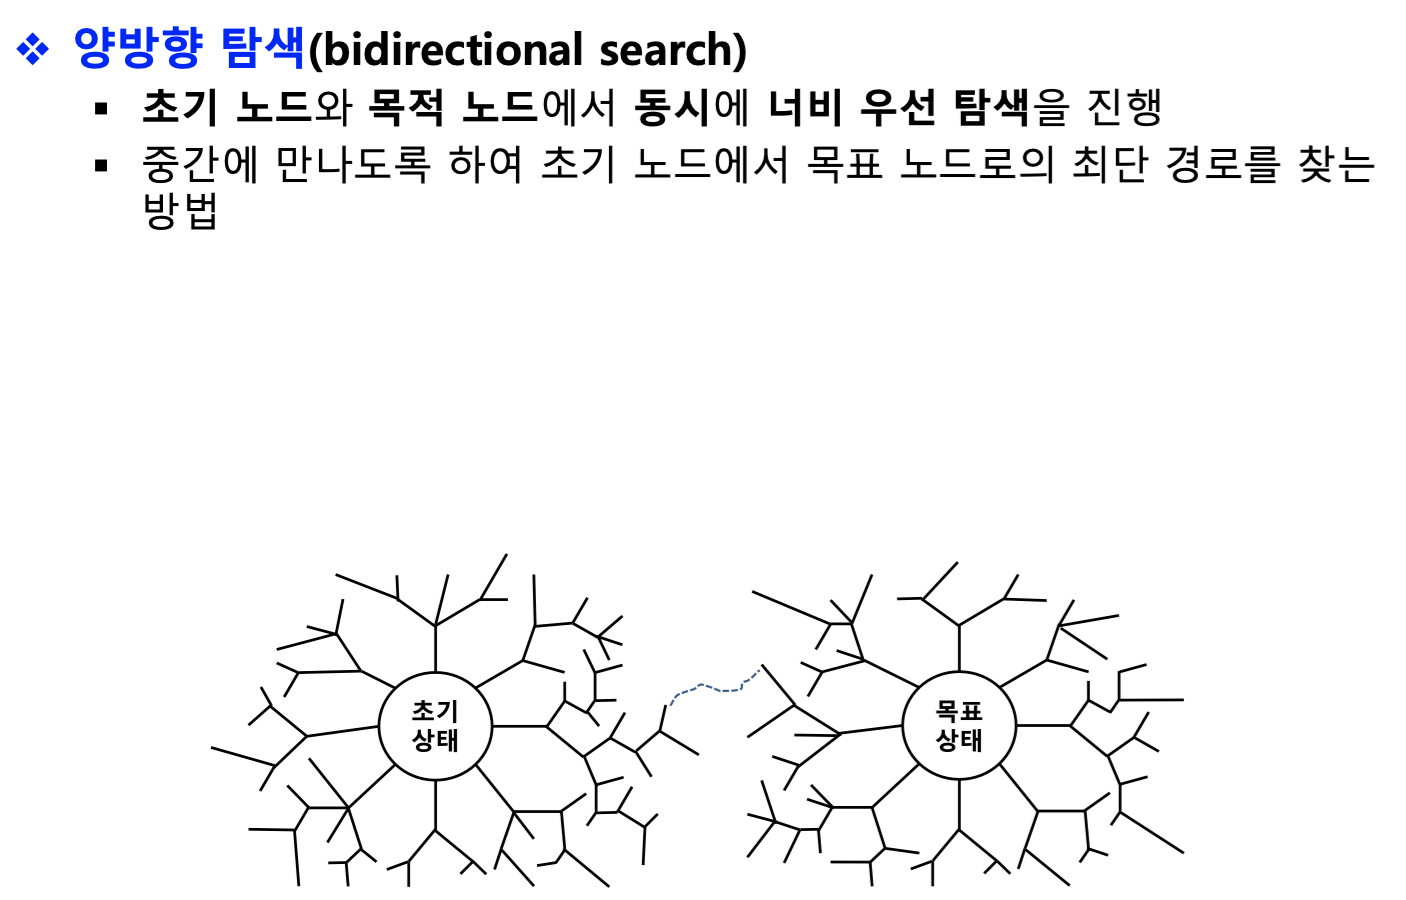 ❖ 양방향 탐색(bidirectional search)
▪ 초기 노드와 목적 노드에서 동시에 너비 우선 탐색을 진행
▪ 중간에 만나도록 하여 초기 노드에서 목표 노드로의 최단 경로를 찾는
방법
초기
상태
목표
상태